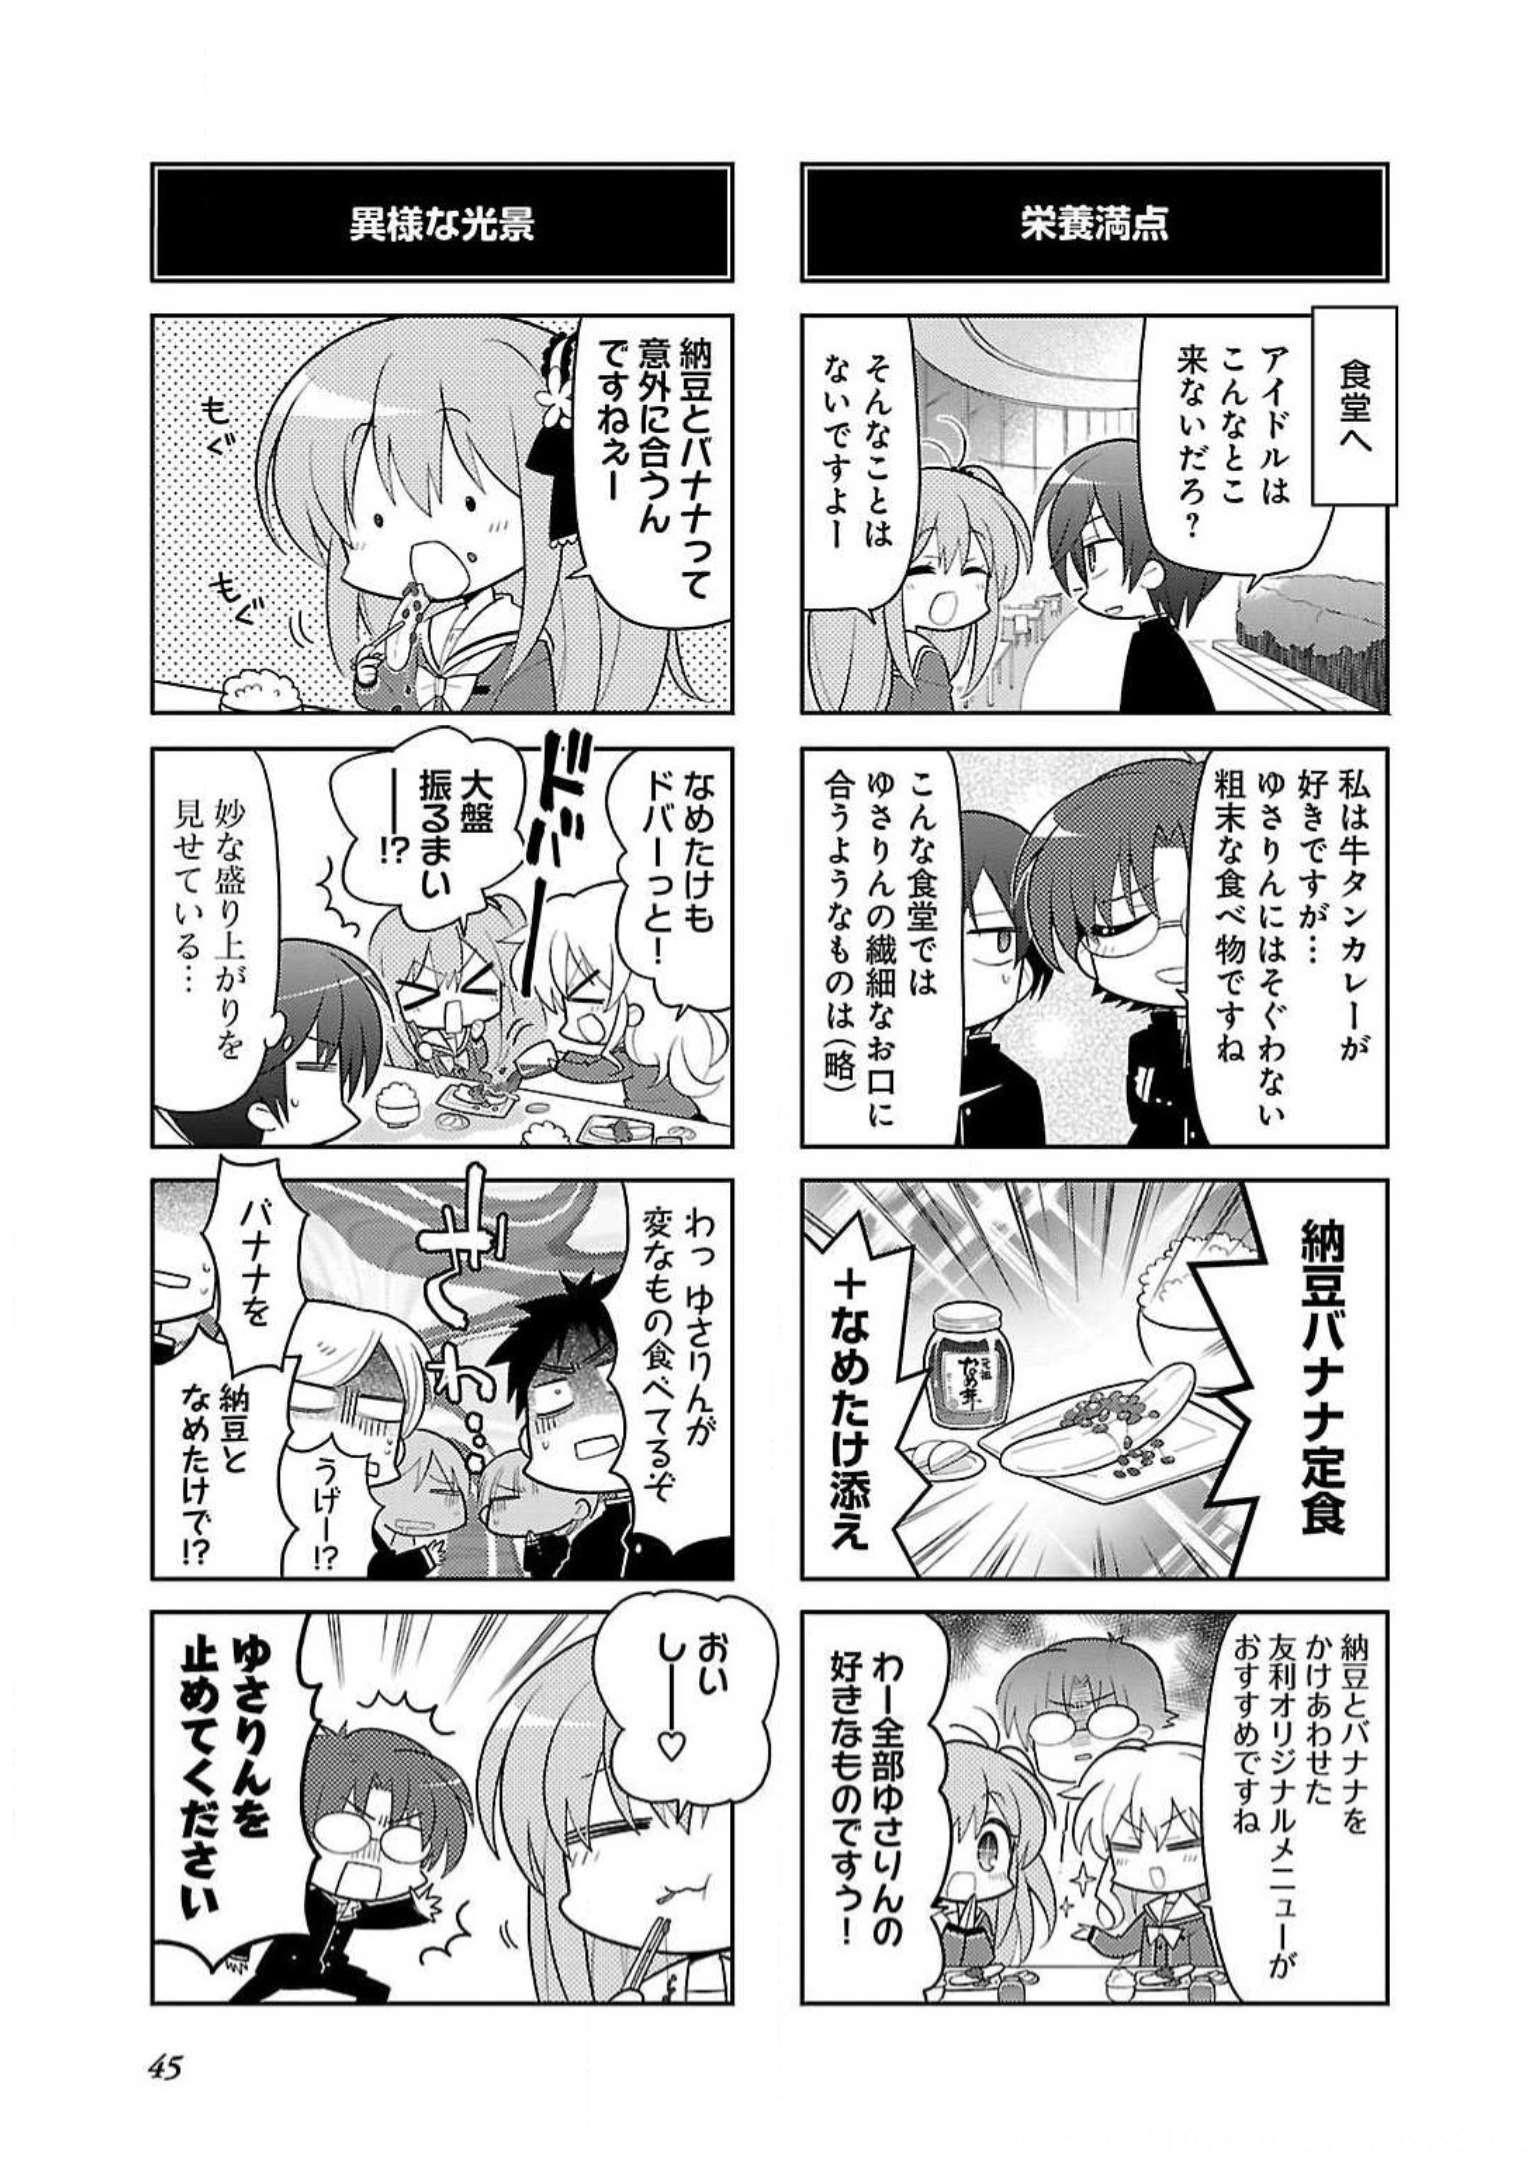 栄養満点
食堂へ
アイドルは
こんなとこ
来ないだろ?
そんなことは
ないですよー
私は牛タンカレーが
好きですが…
ゆさりんにはそぐわない
粗末な食べ物ですね
こんな食堂では
ゆさりんの繊細なお口に
合うようなものは(略)
納豆バナナ定食
+なめたけ添え
元祖
なめ茸
納豆とバナナを
かけあわせた
友利オリジナルメニューが
おすすめですね
わー全部ゆさりんの
好きなものですぅ!
異様な光景
納豆とバナナって
意外に合うん
ですねぇー
もぐ
もぐ
なめたけも
ドバーっと!
ドバ!
大盤
振るまい
ー!?
妙な盛り上がりを
見せている…
わっ ゆさりんが
変なもの食べてるぞ
ざわ…
うげー!?
バナナを
納豆と
なめたけで!?
おい
しー♡
ゆさりんを
止めてください
45